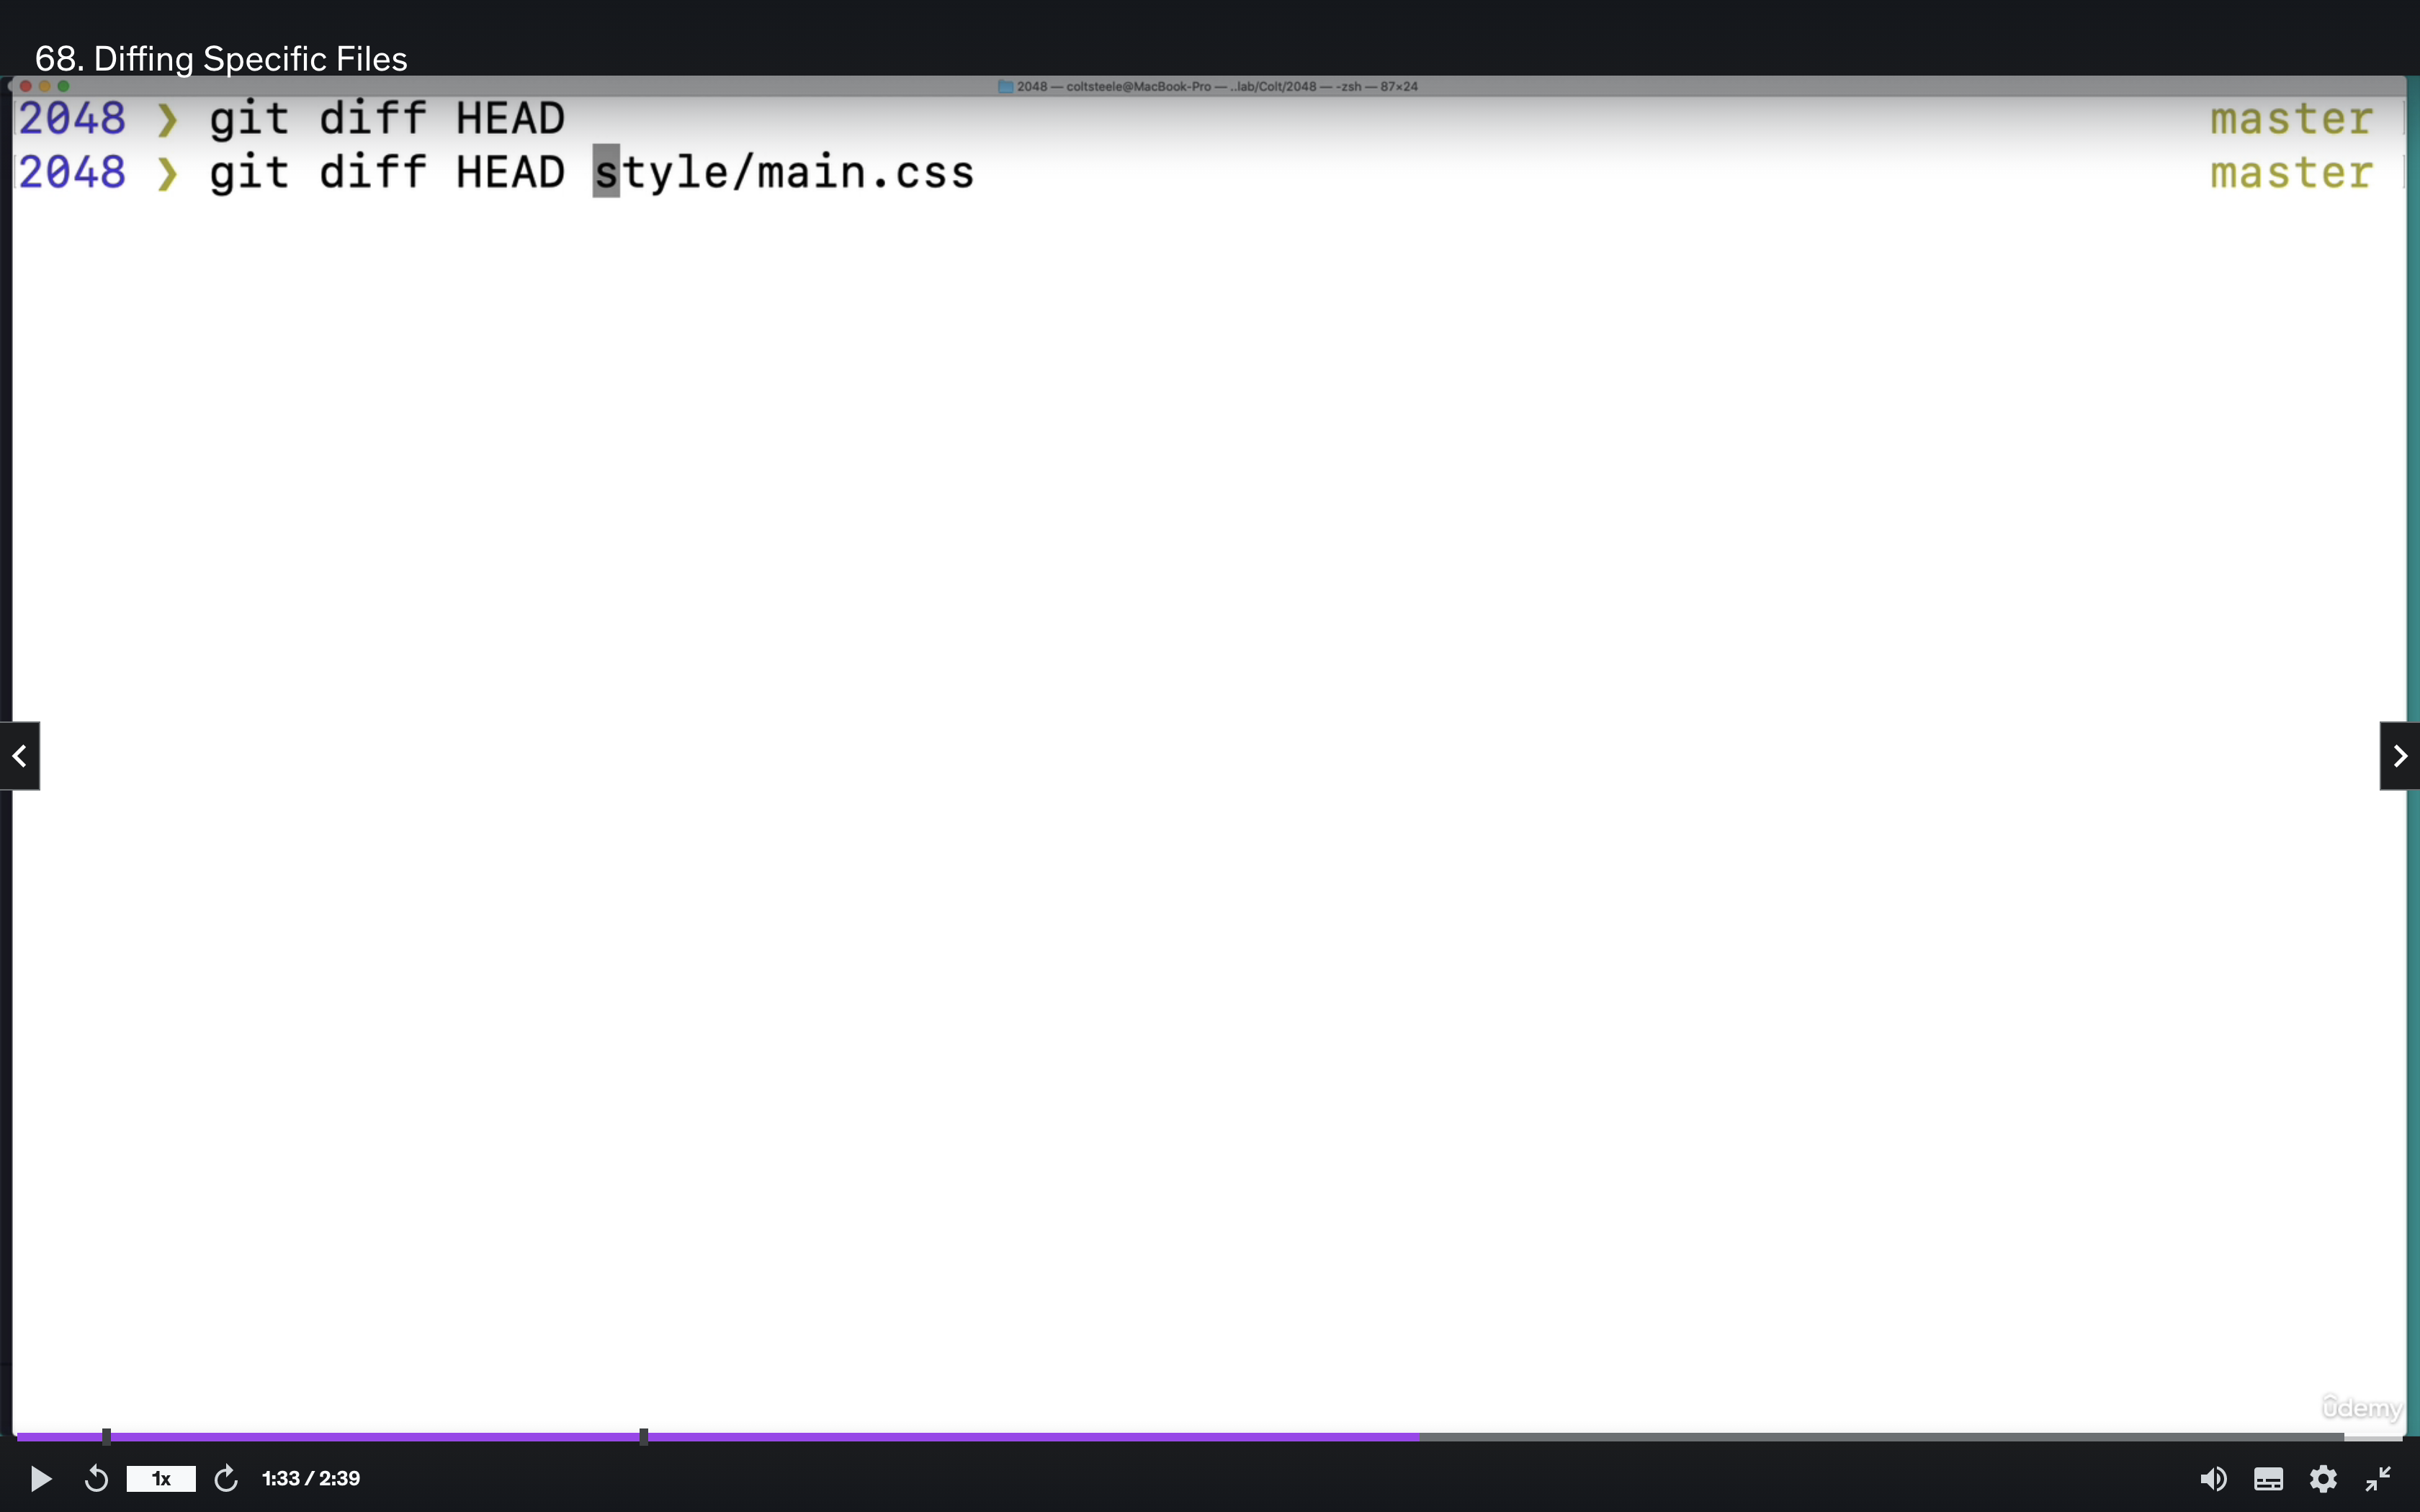 68. Diffing Specific Files
2048 — coltsteele@MacBook-Pro — ..lab/Colt/2048 — -zsh — 87×24
2048 ❯ git diff HEAD master
2048 ❯ git diff HEAD style/main.css master
ûdemy
1x 1:33 / 2:39